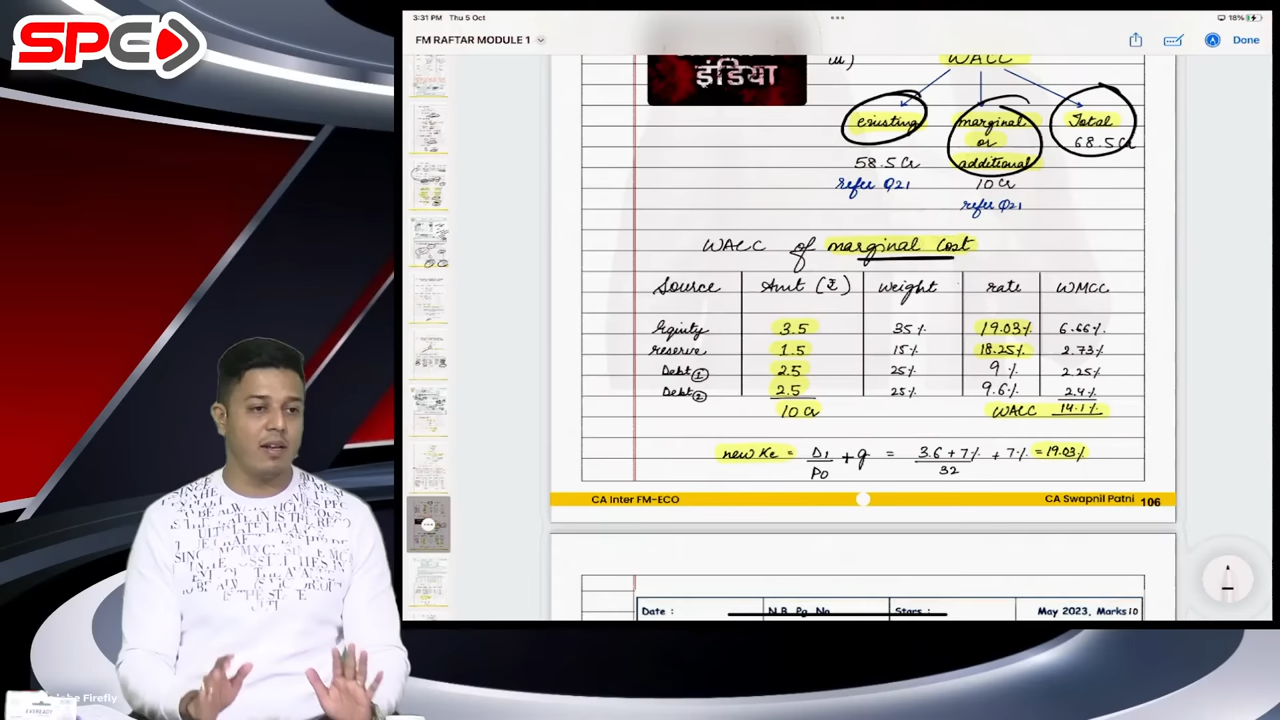 SPC
3:31 PM Thu 5 Oct
18%
FM RAFTAR MODULE 1
Done
इंडिया
iii)
WACC
existing
marginal or additional
Total
68.5 Cr
58.5 Cr
refer Q21
10 Cr
refer Q21
WACC of marginal Cost
Source Amt (₹) weight rate WMCC
Equity 3.5 35% 19.03% 6.66%
reserve 1.5 15% 18.25% 2.73%
Debt ① 2.5 25% 9% 2.25%
Debt ② 2.5 25% 9.6% 2.4%
10 Cr WACC 14.1%
new Ke = D1/P0 + g = 3.6 + 7%/32 + 7% = 19.03%
CA Inter FM-ECO CA Swapnil Patni 106
Date : N.B. Pg. No. Stars : May 2023, Marks 10
Firefly
EVEREADY